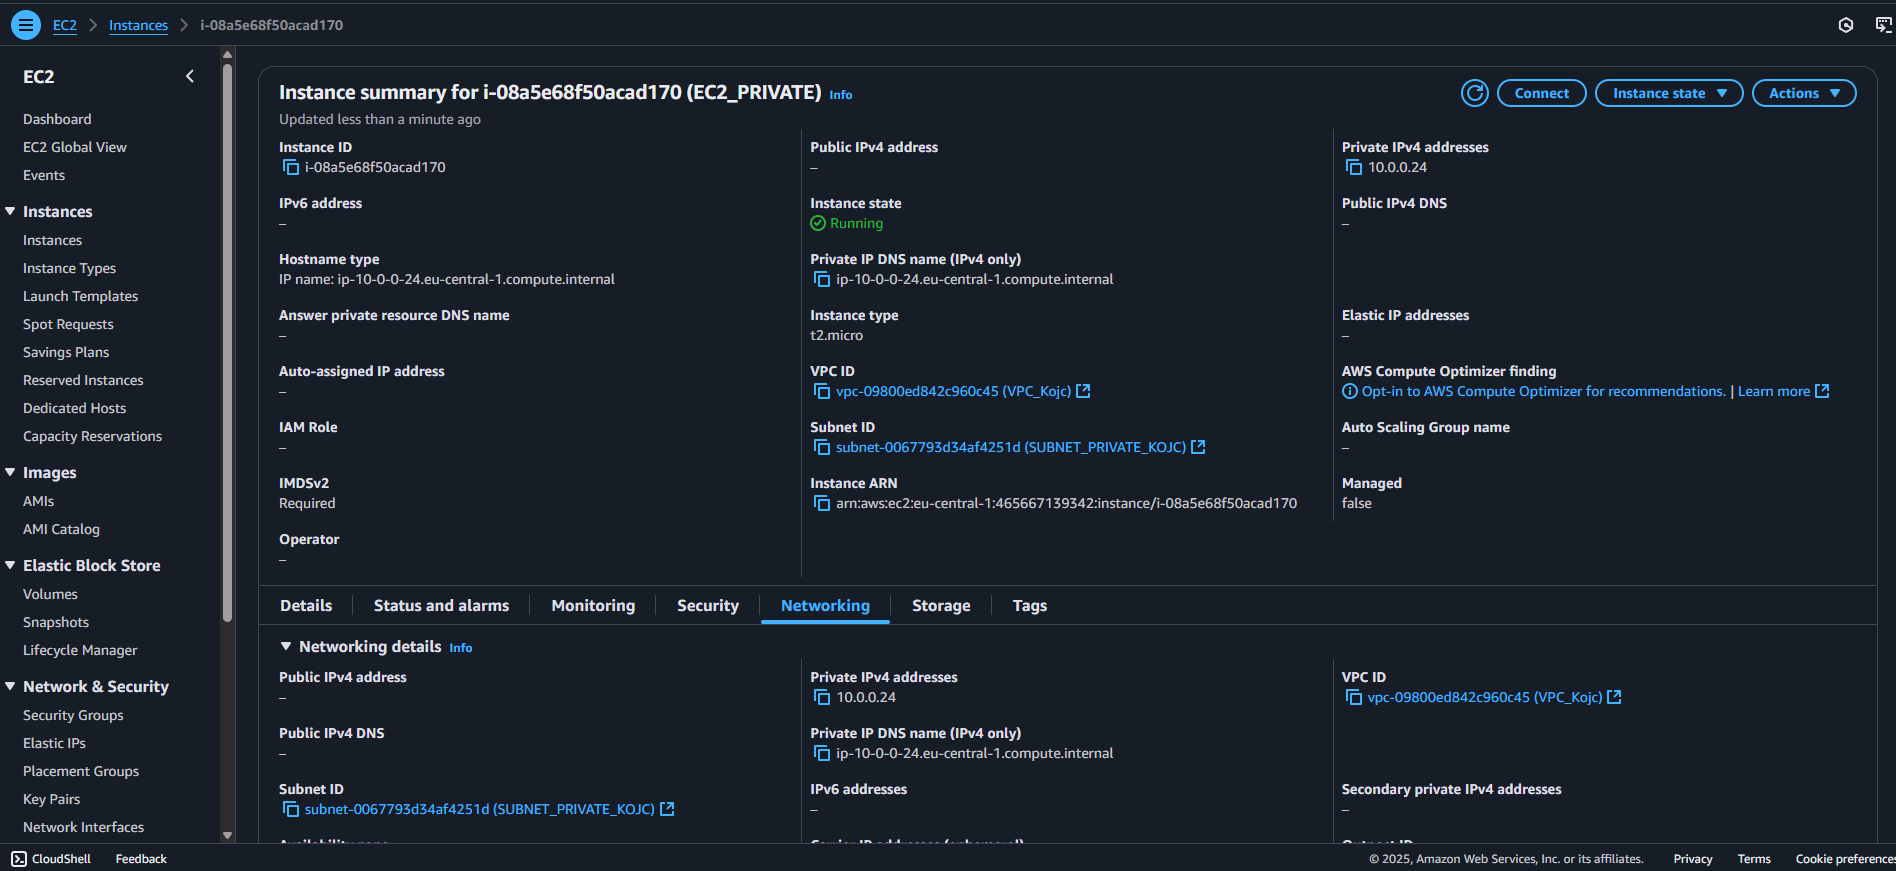 EC2 > Instances > i-08a5e68f50acad170
EC2
Dashboard
EC2 Global View
Events
Instances
Instances
Instance Types
Launch Templates
Spot Requests
Savings Plans
Reserved Instances
Dedicated Hosts
Capacity Reservations
Images
AMIs
AMI Catalog
Elastic Block Store
Volumes
Snapshots
Lifecycle Manager
Network & Security
Security Groups
Elastic IPs
Placement Groups
Key Pairs
Network Interfaces
Instance summary for i-08a5e68f50acad170 (EC2_PRIVATE) Info
Updated less than a minute ago
Connect
Instance state
Actions
Instance ID
i-08a5e68f50acad170
Public IPv4 address
–
Private IPv4 addresses
10.0.0.24
IPv6 address
–
Instance state
Running
Public IPv4 DNS
–
Hostname type
IP name: ip-10-0-0-24.eu-central-1.compute.internal
Private IP DNS name (IPv4 only)
ip-10-0-0-24.eu-central-1.compute.internal
Answer private resource DNS name
–
Instance type
t2.micro
Elastic IP addresses
–
Auto-assigned IP address
–
VPC ID
vpc-09800ed842c960c45 (VPC_Kojc)
AWS Compute Optimizer finding
Opt-in to AWS Compute Optimizer for recommendations. | Learn more
IAM Role
–
Subnet ID
subnet-0067793d34af4251d (SUBNET_PRIVATE_KOJC)
Auto Scaling Group name
–
IMDSv2
Required
Instance ARN
arn:aws:ec2:eu-central-1:465667139342:instance/i-08a5e68f50acad170
Managed
false
Operator
–
Details
Status and alarms
Monitoring
Security
Networking
Storage
Tags
Networking details Info
Public IPv4 address
–
Private IPv4 addresses
10.0.0.24
VPC ID
vpc-09800ed842c960c45 (VPC_Kojc)
Public IPv4 DNS
–
Private IP DNS name (IPv4 only)
ip-10-0-0-24.eu-central-1.compute.internal
Subnet ID
subnet-0067793d34af4251d (SUBNET_PRIVATE_KOJC)
IPv6 addresses
–
Secondary private IPv4 addresses
–
CloudShell
Feedback
© 2025, Amazon Web Services, Inc. or its affiliates.
Privacy
Terms
Cookie preferences